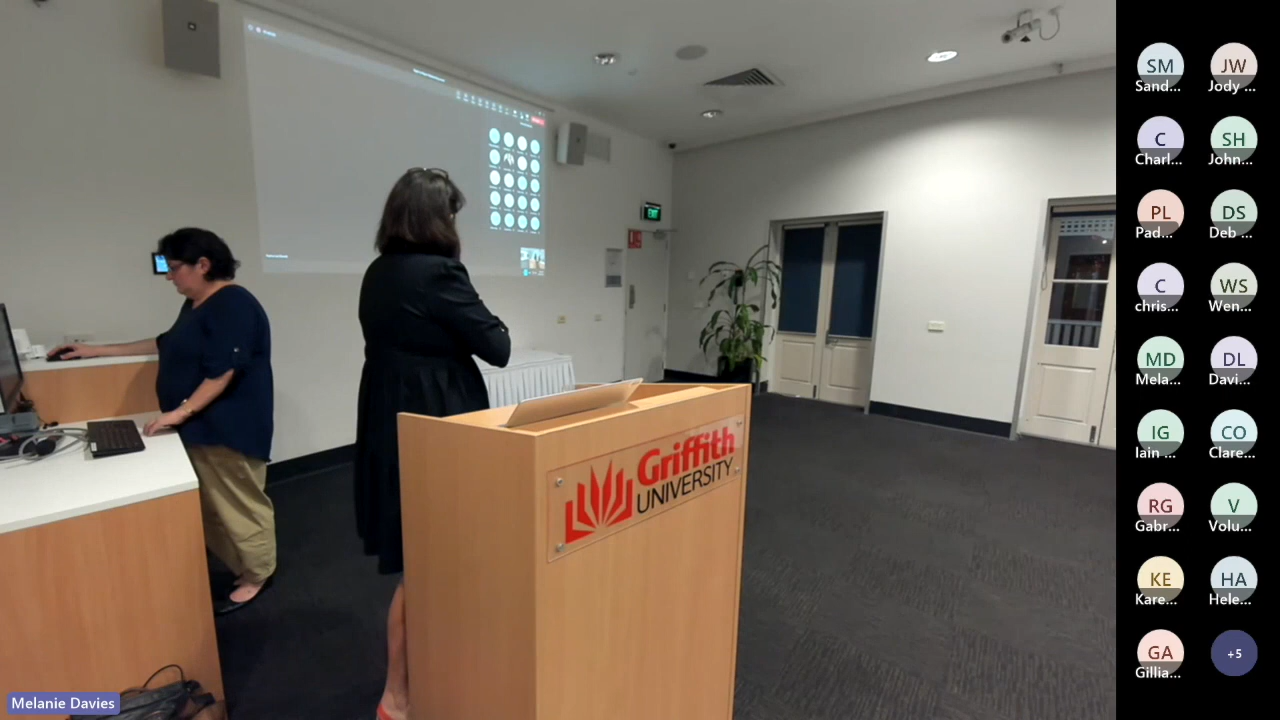 EXIT
Griffith
UNIVERSITY
Melanie Davies
SM
Sand...
JW
Jody ...
C
Charl...
SH
John...
PL
Pad...
DS
Deb ...
C
chris...
WS
Wen...
MD
Mela...
DL
Davi...
IG
Iain ...
CO
Clare...
RG
Gabr...
V
Volu...
KE
Kare...
HA
Hele...
GA
Gillia...
+5